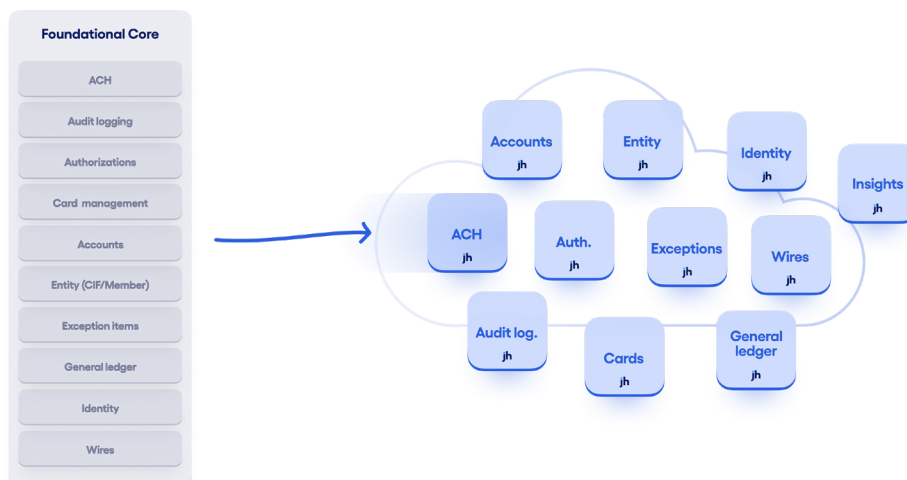 Foundational Core
ACH
Audit logging
Authorizations
Card management
Accounts
Entity (CIF/Member)
Exception items
General ledger
Identity
Wires
Accounts
jh
Entity
jh
Identity
jh
Insights
jh
ACH
jh
Auth.
jh
Exceptions
jh
Wires
jh
Audit log.
jh
Cards
jh
General
ledger
jh